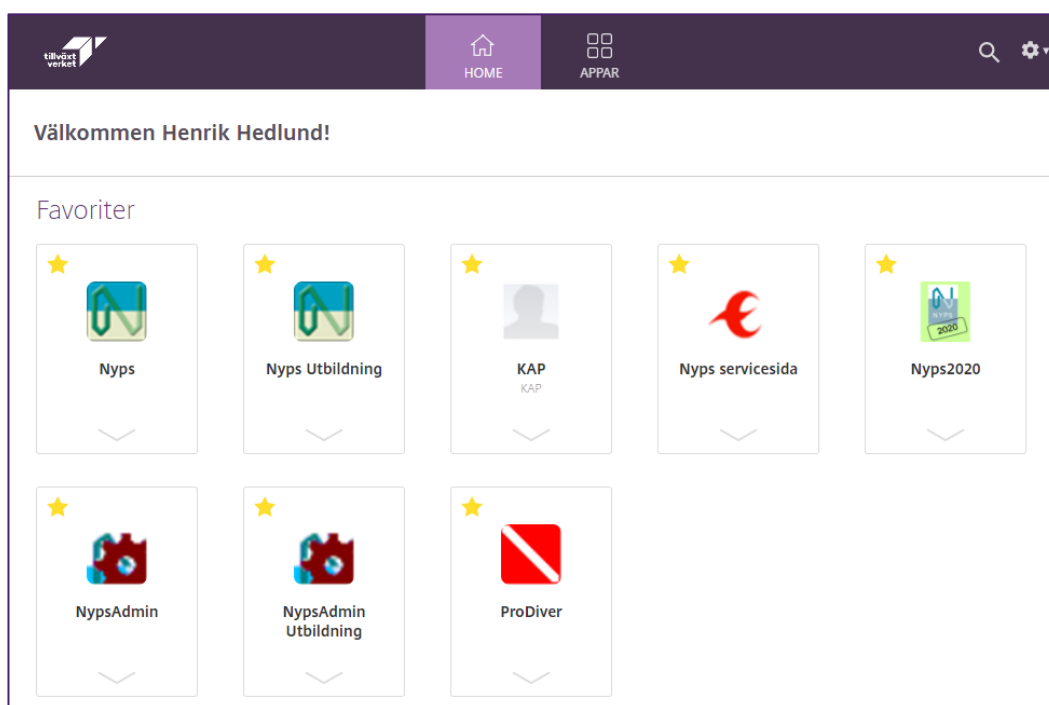 tillväxt
verket
HOME
APPAR
Välkommen Henrik Hedlund!
Favoriter
Nyps
Nyps Utbildning
KAP
KAP
Nyps servicesida
NYPS
2020
Nyps2020
NypsAdmin
NypsAdmin
Utbildning
ProDiver